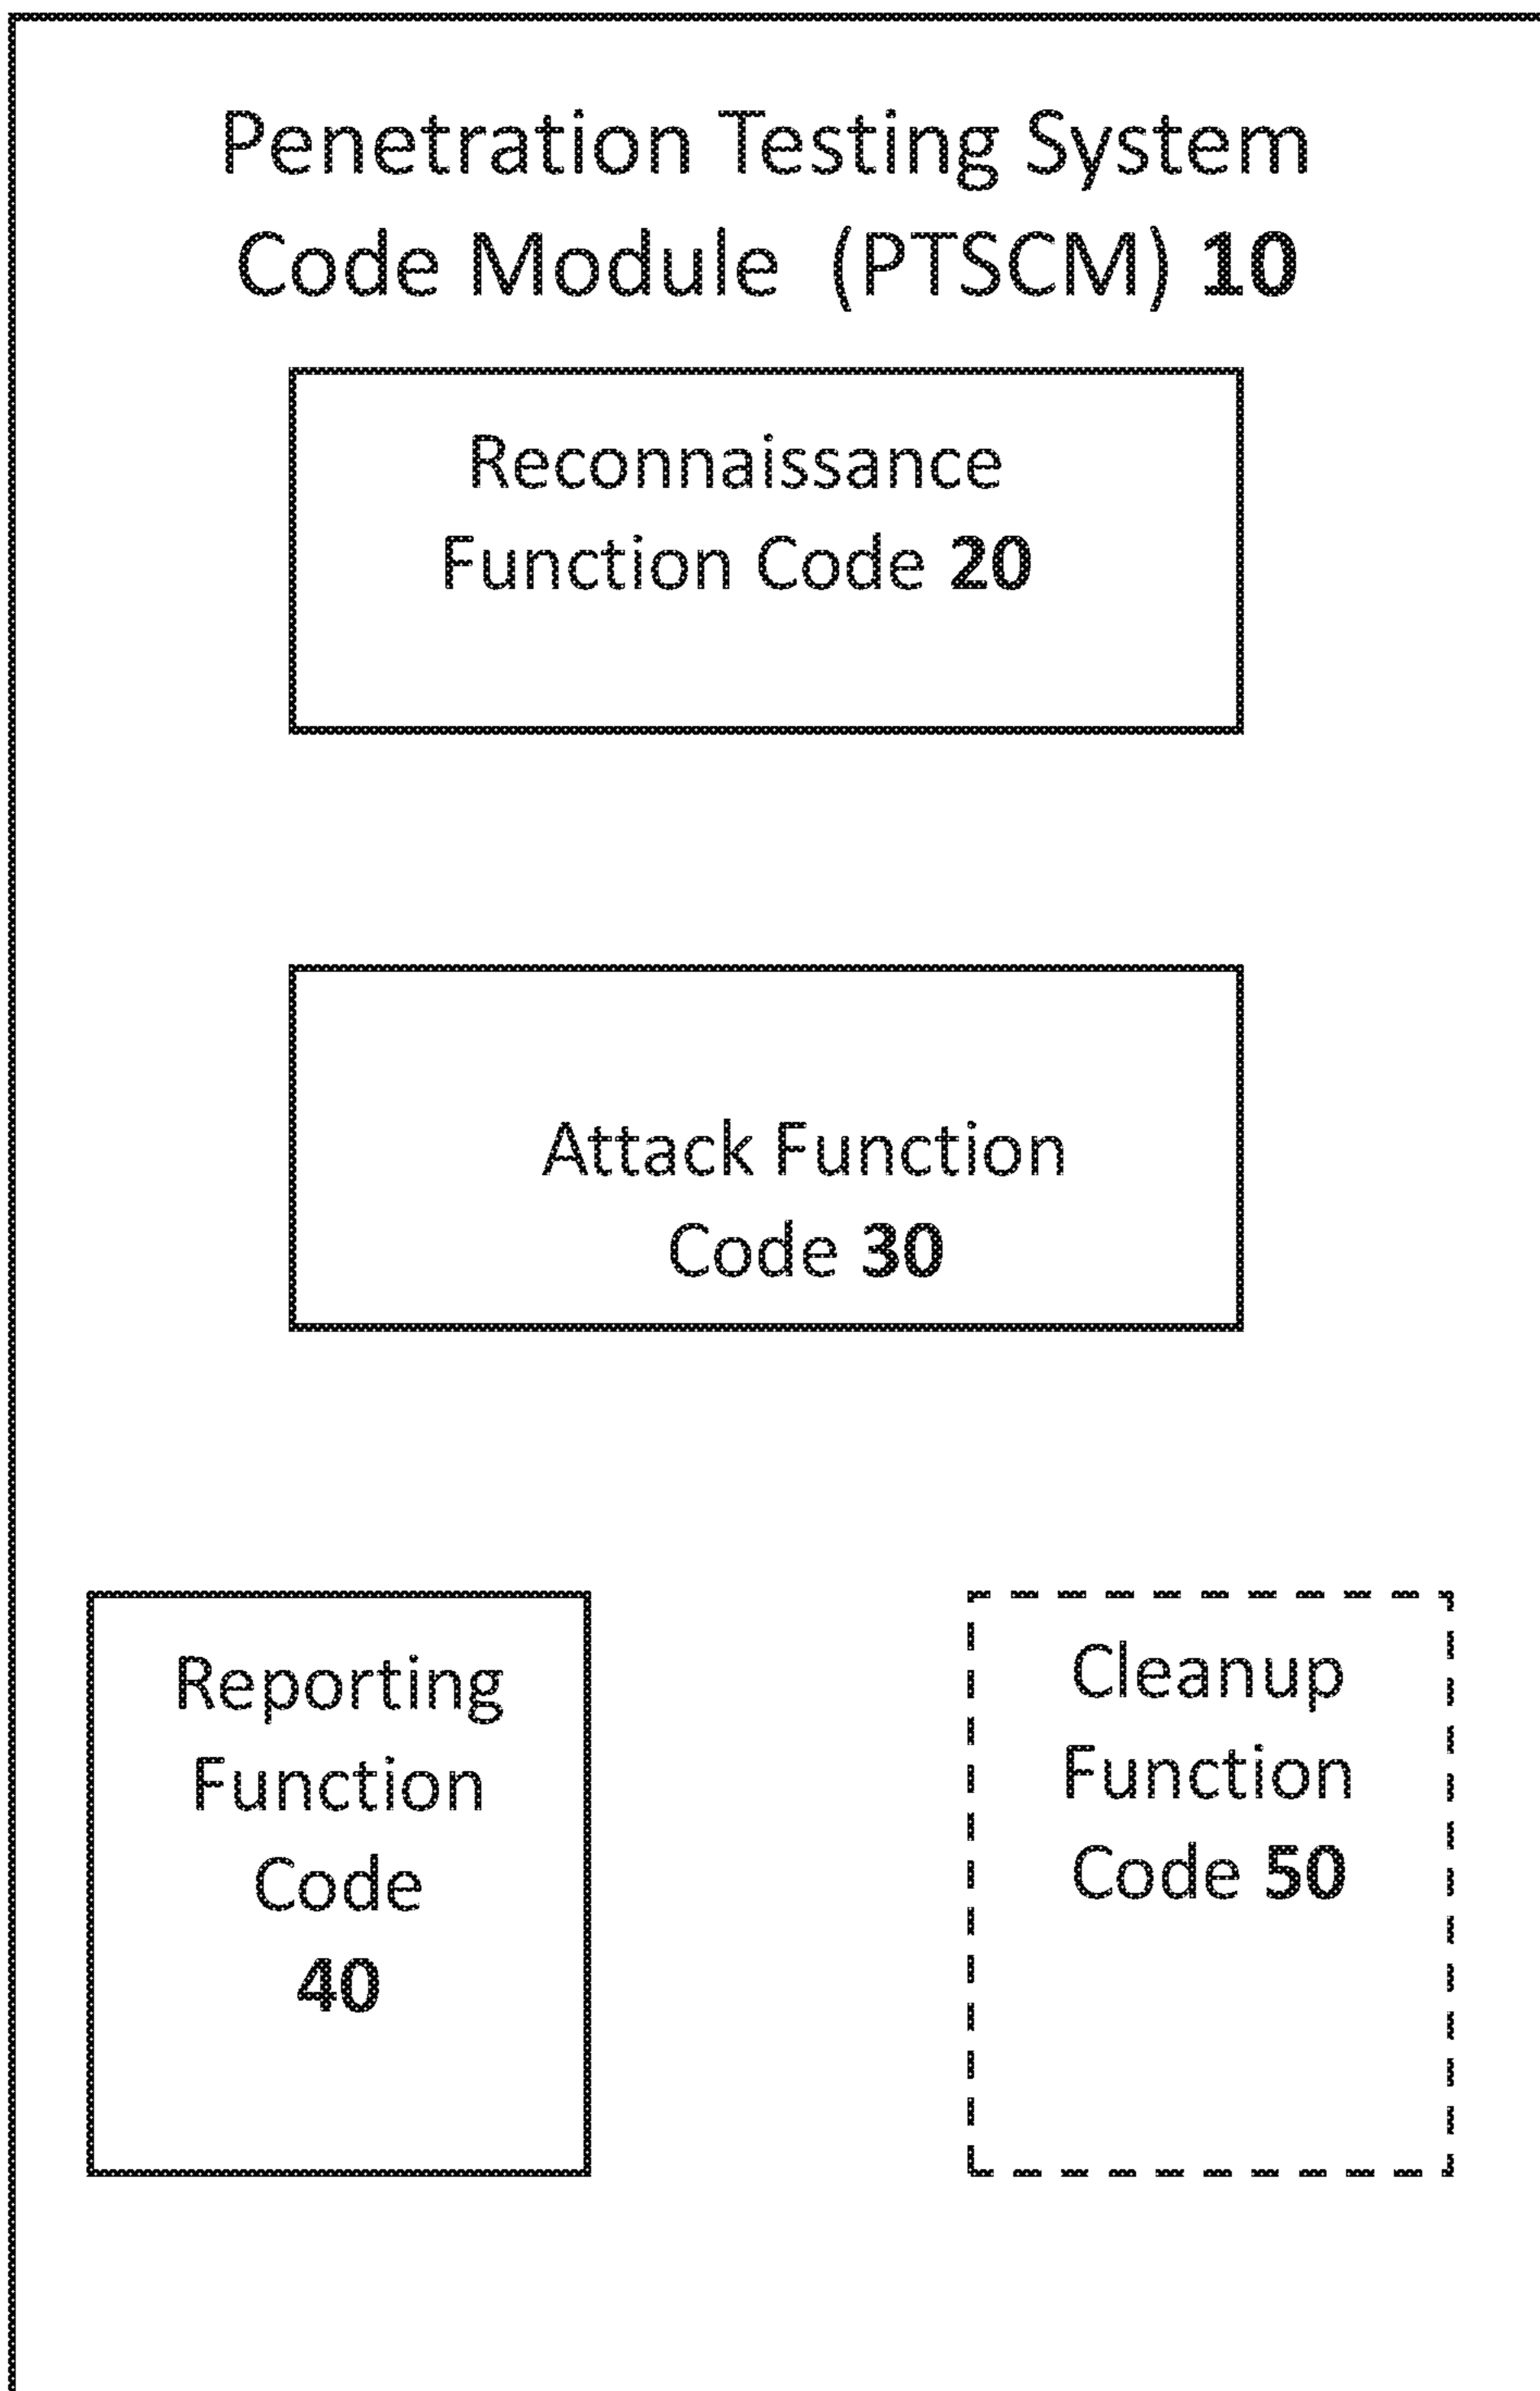 Penetration Testing System
Code Module (PTSCM) 10
Reconnaissance
Function Code 20
Attack Function
Code 30
Reporting
Function
Code
40
Cleanup
Function
Code 50